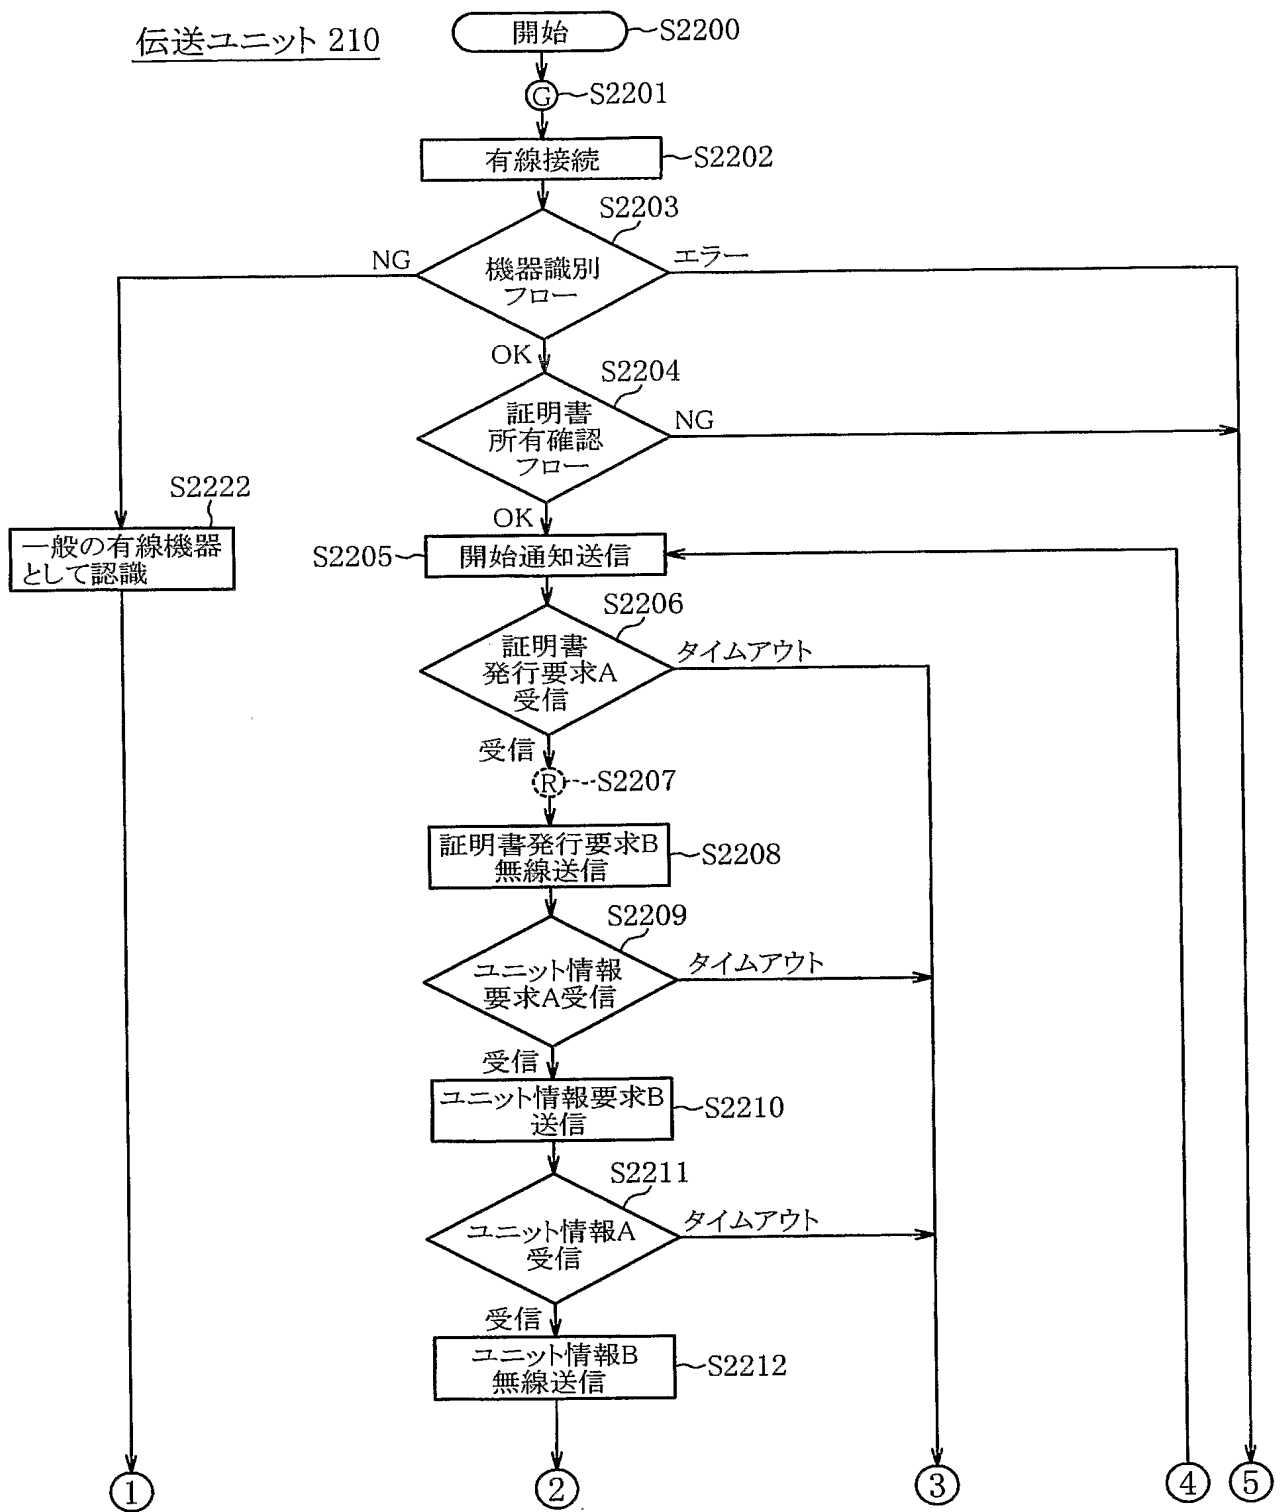 伝送ユニット 210
開始
S2200
G
S2201
有線接続
S2202
S2203
NG
機器識別
フロー
エラー
OK
S2204
証明書
所有確認
フロー
NG
OK
S2222
一般の有線機器
として認識
S2205
開始通知送信
S2206
証明書
発行要求A
受信
タイムアウト
受信
R
S2207
証明書発行要求B
無線送信
S2208
S2209
ユニット情報
要求A受信
タイムアウト
受信
ユニット情報要求B
送信
S2210
S2211
ユニット情報A
受信
タイムアウト
受信
ユニット情報B
無線送信
S2212
1
2
3
4
5